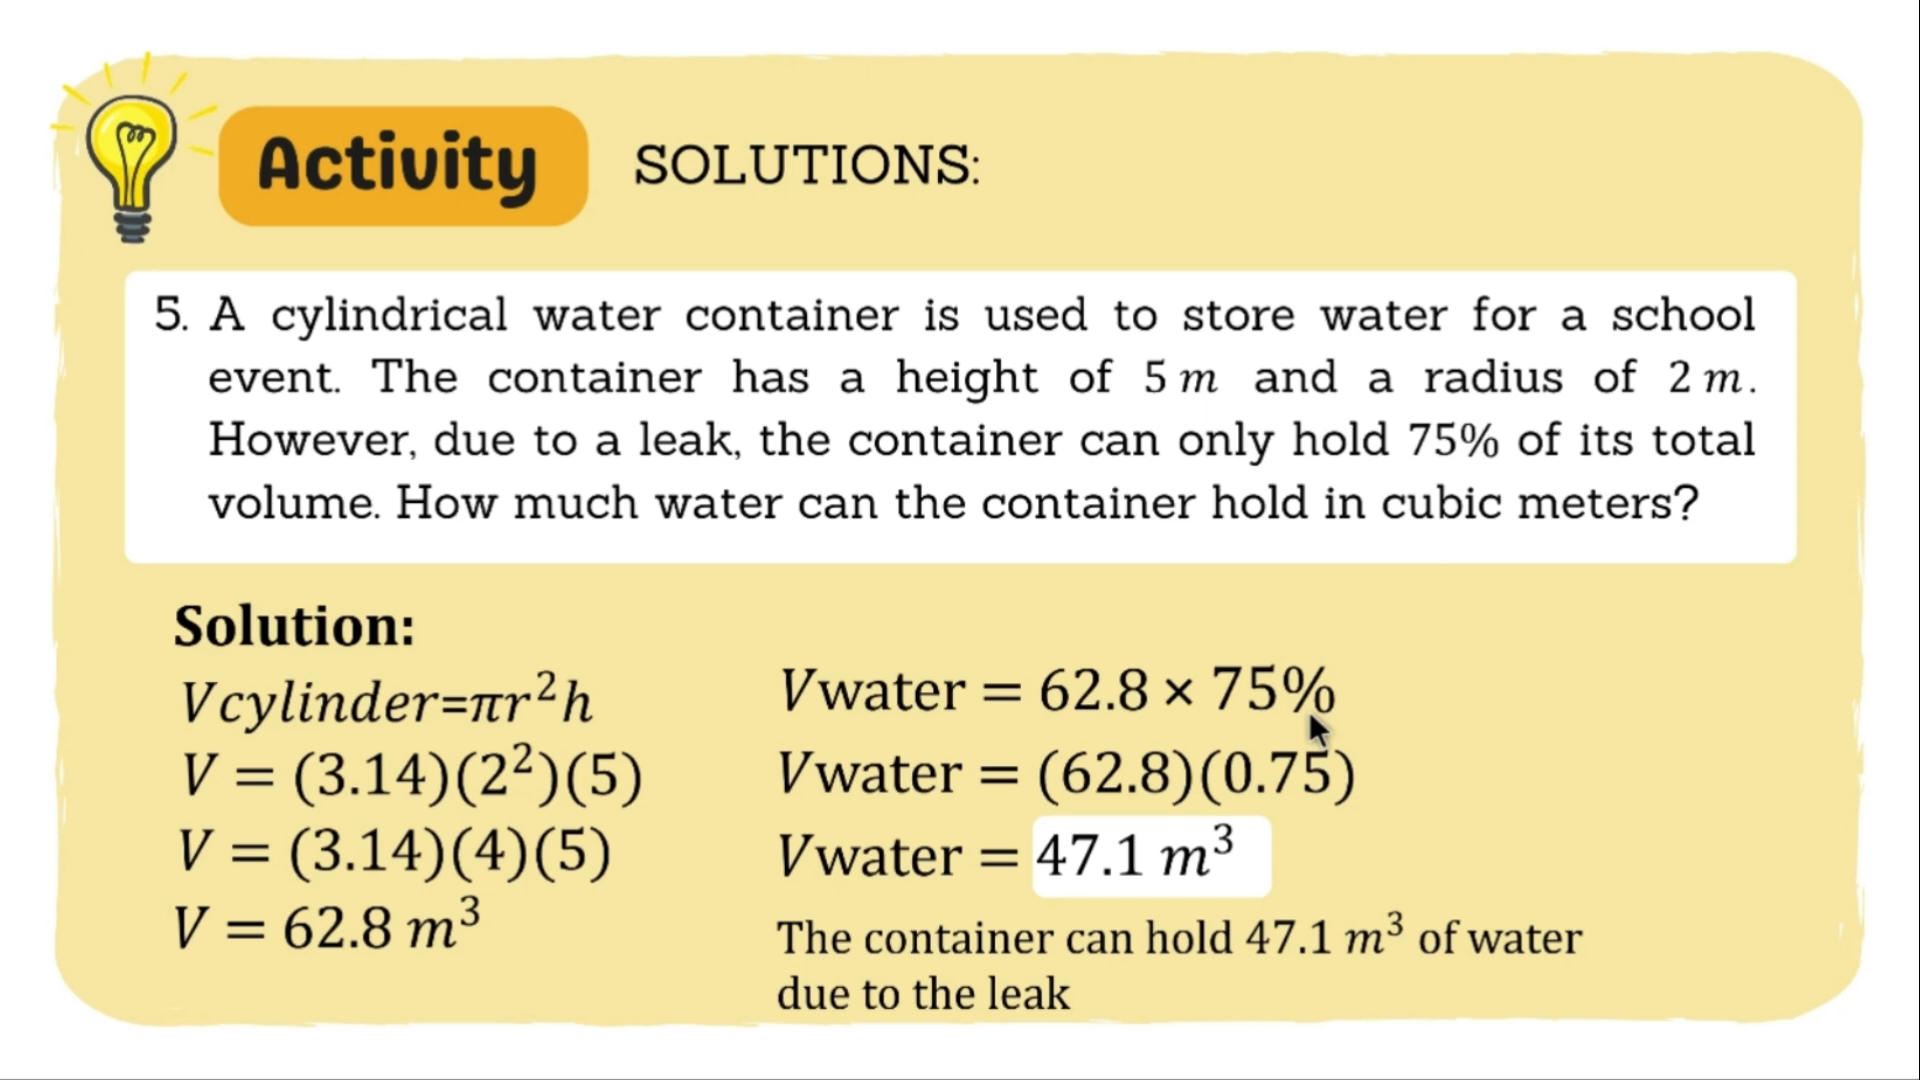 Activity SOLUTIONS:
5. A cylindrical water container is used to store water for a school
event. The container has a height of 5 m and a radius of 2 m.
However, due to a leak, the container can only hold 75% of its total
volume. How much water can the container hold in cubic meters?
Solution:
Vcylinder=πr²h
V = (3.14)(2²)(5)
V = (3.14)(4)(5)
V = 62.8 m³
Vwater = 62.8 × 75%
Vwater = (62.8)(0.75)
Vwater = 47.1 m³
The container can hold 47.1 m³ of water
due to the leak